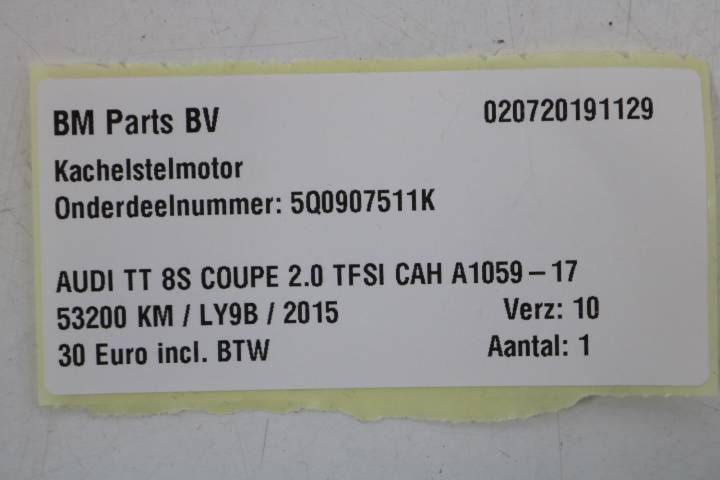 BM Parts BV 020720191129
Kachelstelmotor
Onderdeelnummer: 5Q0907511K
AUDI TT 8S COUPE 2.0 TFSI CAH A1059-17
53200 KM / LY9B / 2015 Verz: 10
30 Euro incl. BTW Aantal: 1